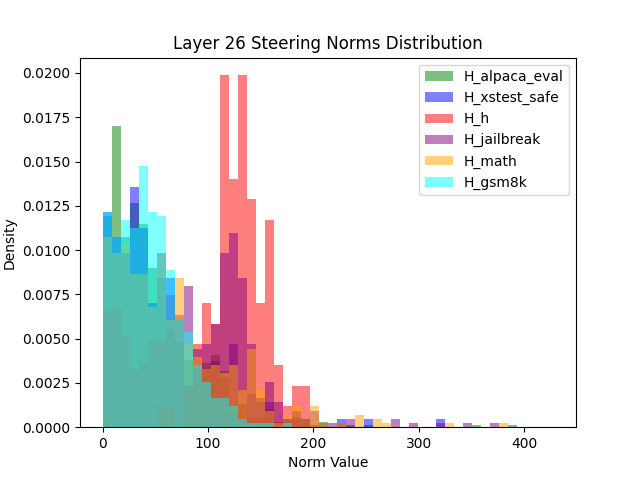 Layer 26 Steering Norms Distribution
H_alpaca_eval
H_xstest_safe
H_h
H_jailbreak
H_math
H_gsm8k
Density
0.0200
0.0175
0.0150
0.0125
0.0100
0.0075
0.0050
0.0025
0.0000
0
100
200
300
400
Norm Value